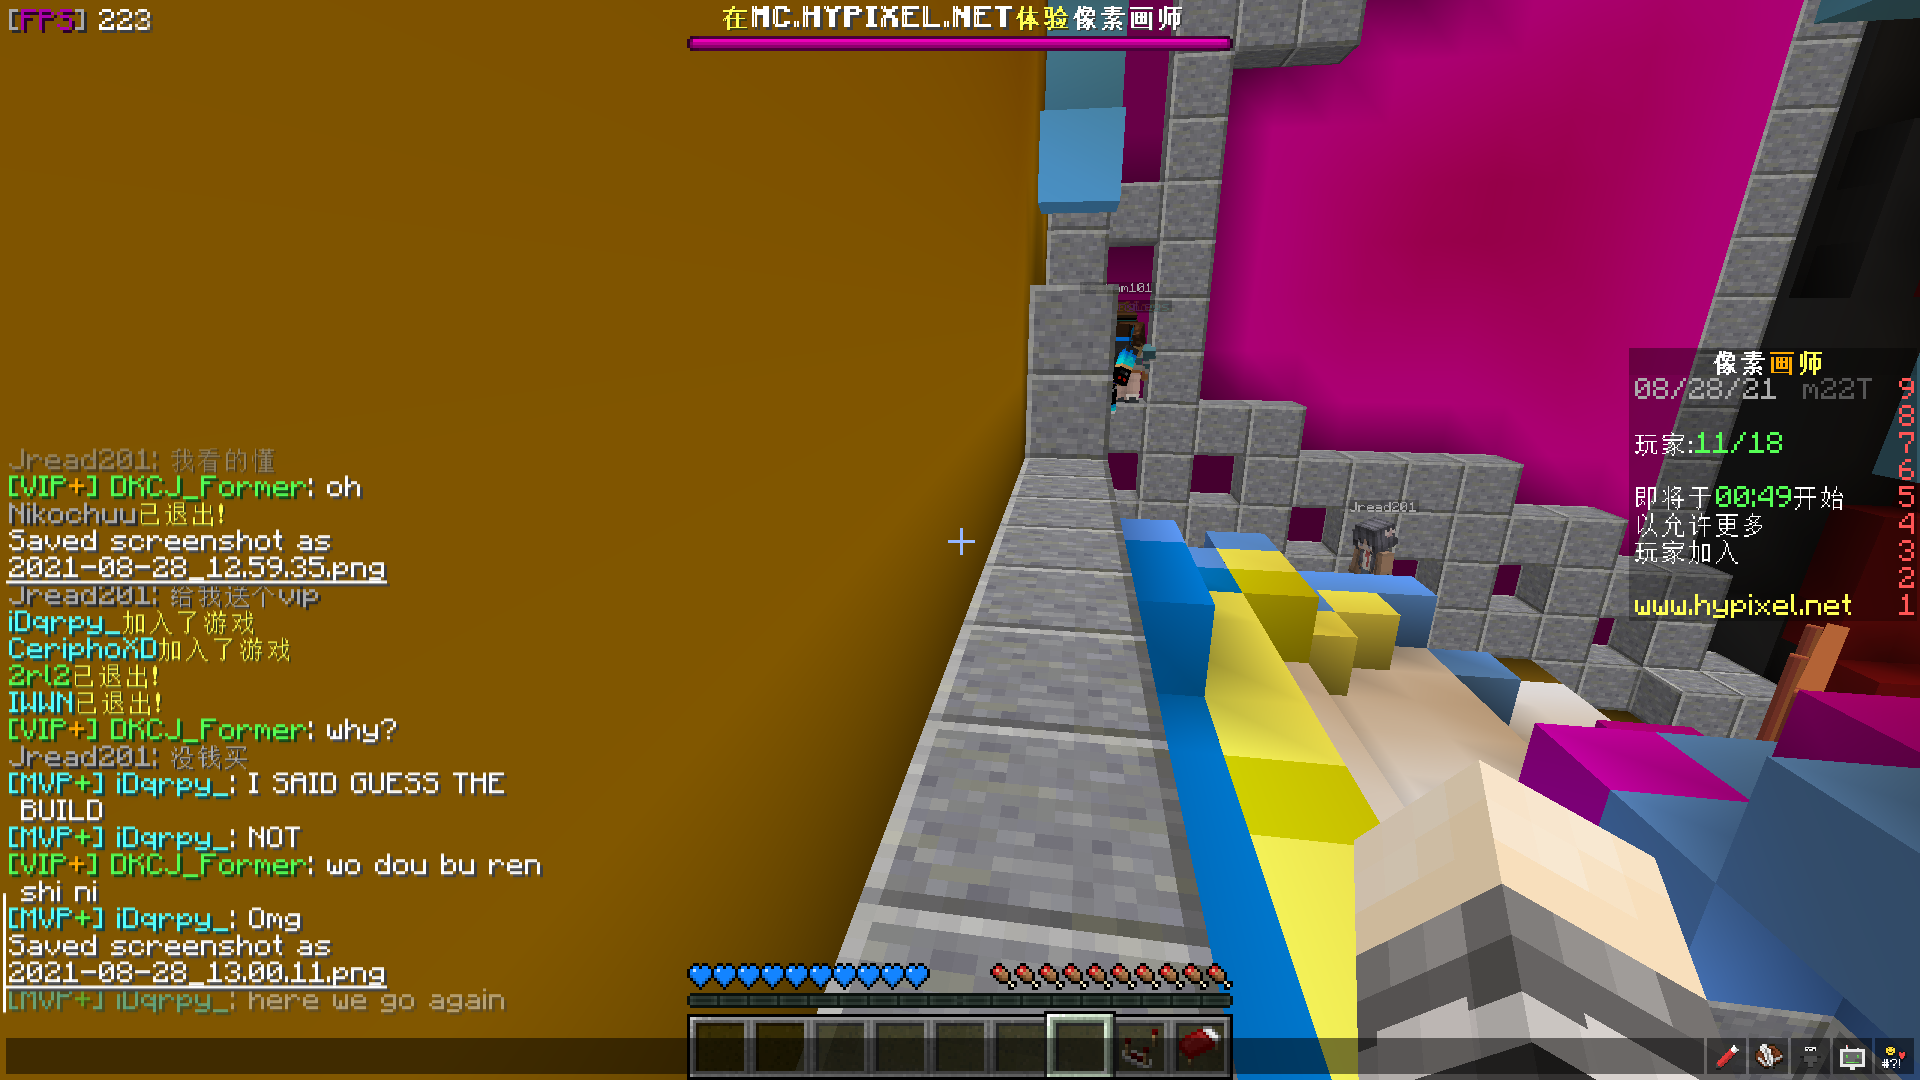 [FPS] 223
在MC.HYPIXEL.NET体验像素画师
Jread201: 我看的懂
[VIP+] DKCJ_Former: oh
Nikochuu已退出!
Saved screenshot as
2021-08-28_12.59.35.png
Jread201: 给我送个vip
iDqrpy_加入了游戏
CeriphoXD加入了游戏
2rl2已退出!
IWWN已退出!
[VIP+] DKCJ_Former: why?
Jread201: 没钱买
[MVP+] iDqrpy_: I SAID GUESS THE
BUILD
[MVP+] iDqrpy_: NOT
[VIP+] DKCJ_Former: wo dou bu ren
shi ni
[MVP+] iDqrpy_: Omg
Saved screenshot as
2021-08-28_13.00.11.png
[MVP+] iDqrpy_: here we go again
Jread201
像素画师
08/28/21 m22T 9
8
玩家:11/18 7
6
即将于00:49开始 5
以允许更多 4
玩家加入 3
2
www.hypixel.net 1
#?!